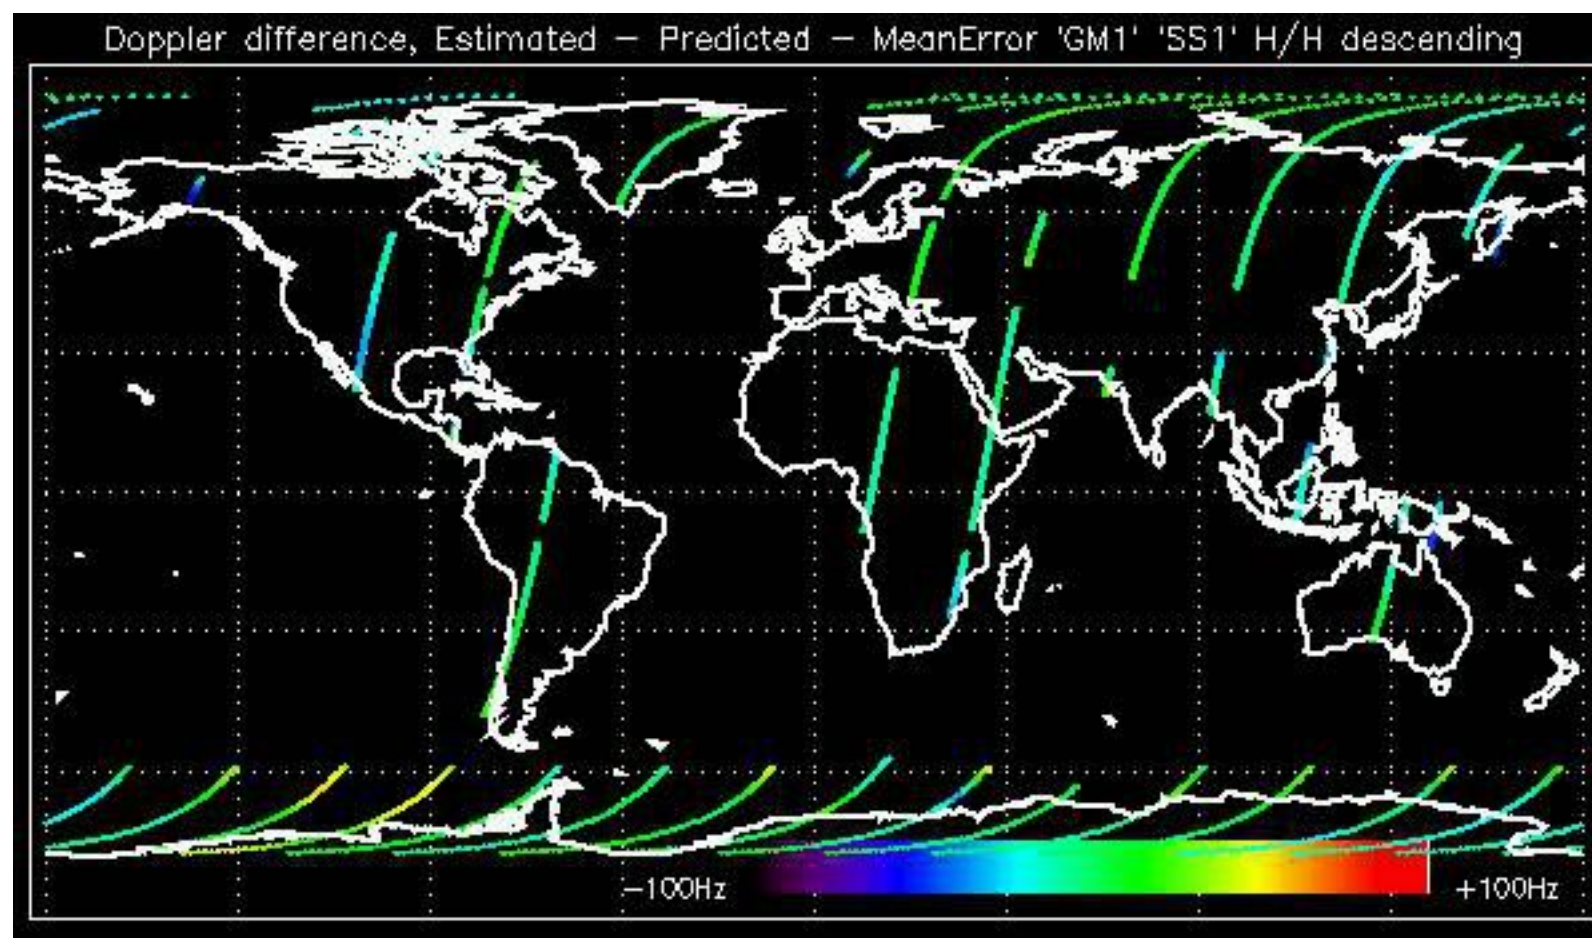 Doppler difference, Estimated – Predicted – MeanError 'GM1' 'SS1' H/H descending
–100Hz +100Hz